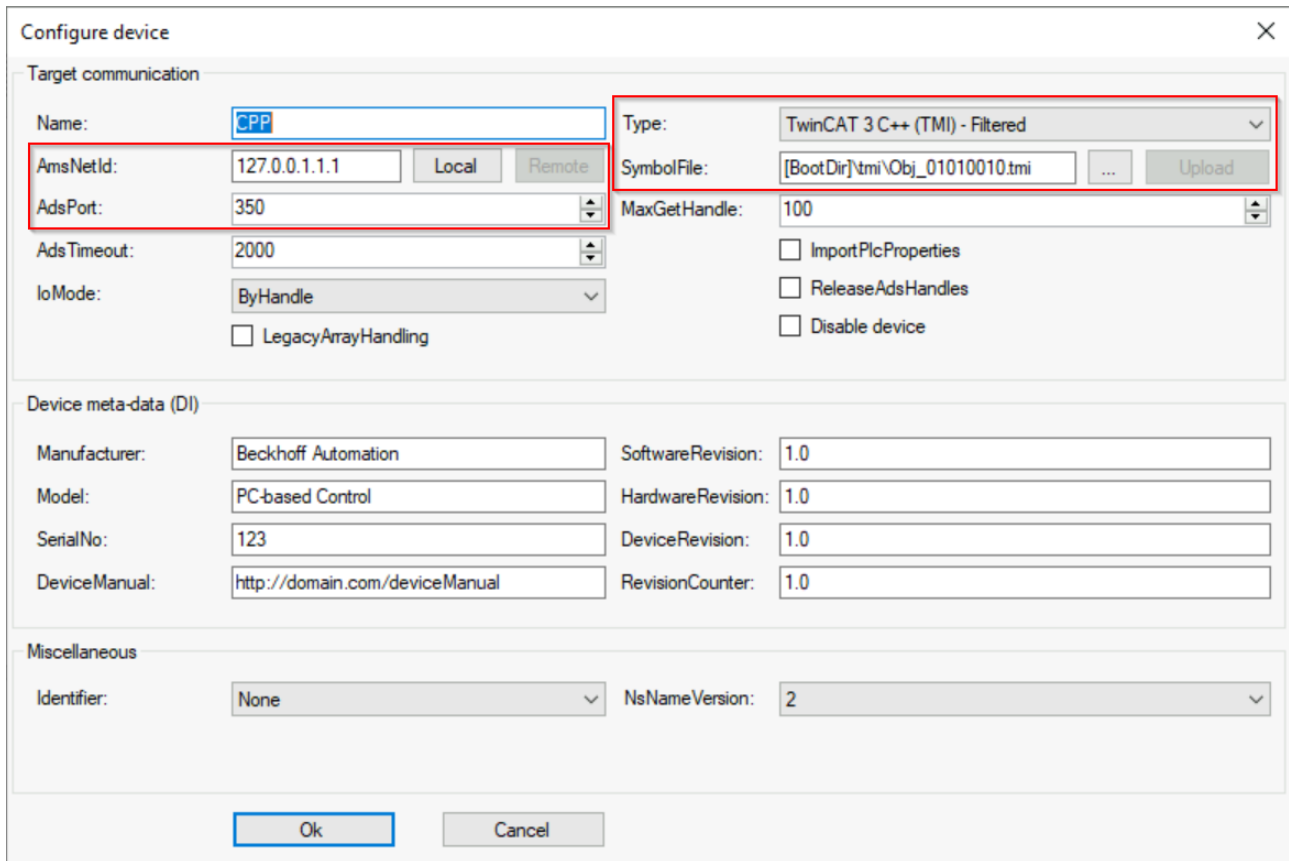 Configure device
Target communication
Name: CPP Type: TwinCAT 3 C++ (TMI) - Filtered
AmsNetId: 127.0.0.1.1.1 Local Remote SymbolFile: [BootDir]\tmi\Obj_01010010.tmi ... Upload
AdsPort: 350 MaxGetHandle: 100
AdsTimeout: 2000 ImportPlcProperties
IoMode: ByHandle ReleaseAdsHandles
LegacyArrayHandling Disable device
Device meta-data (DI)
Manufacturer: Beckhoff Automation SoftwareRevision: 1.0
Model: PC-based Control HardwareRevision: 1.0
SerialNo: 123 DeviceRevision: 1.0
DeviceManual: http://domain.com/deviceManual RevisionCounter: 1.0
Miscellaneous
Identifier: None NsNameVersion: 2
Ok Cancel